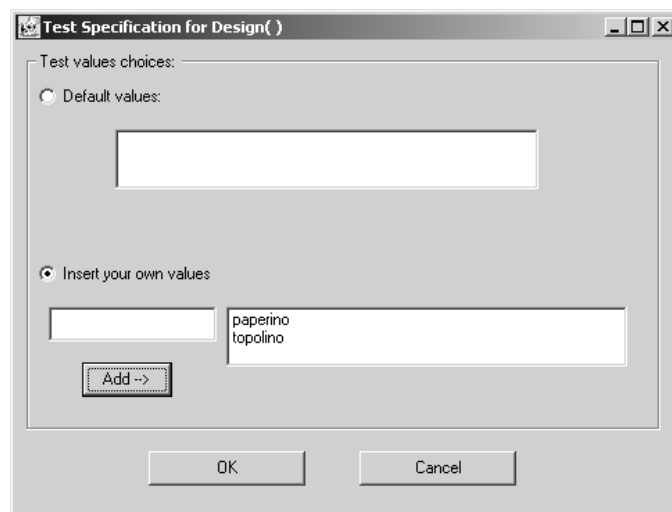 Test Specification for Design( )
Test values choices:
Default values:
Insert your own values
paperino
topolino
Add -->
OK
Cancel